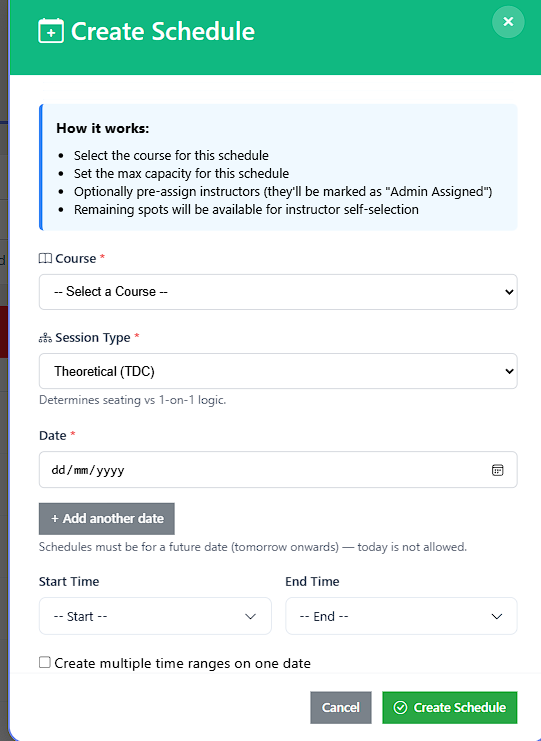 Create Schedule
How it works:
Select the course for this schedule
Set the max capacity for this schedule
Optionally pre-assign instructors (they'll be marked as "Admin Assigned")
Remaining spots will be available for instructor self-selection
Course *
-- Select a Course --
Session Type *
Theoretical (TDC)
Determines seating vs 1-on-1 logic.
Date *
dd/mm/yyyy
+ Add another date
Schedules must be for a future date (tomorrow onwards) — today is not allowed.
Start Time End Time
-- Start -- -- End --
Create multiple time ranges on one date
Cancel Create Schedule